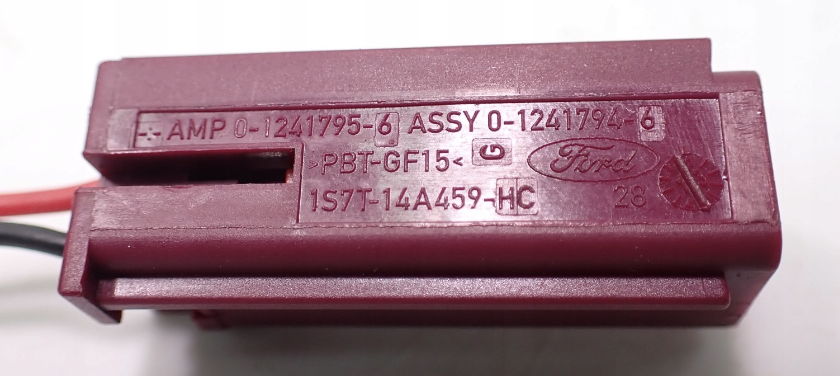 -:- AMP 0-1241795-6 ASSY 0-1241794-6
>PBT-GF15< G Ford
1S7T-14A459-HC 28